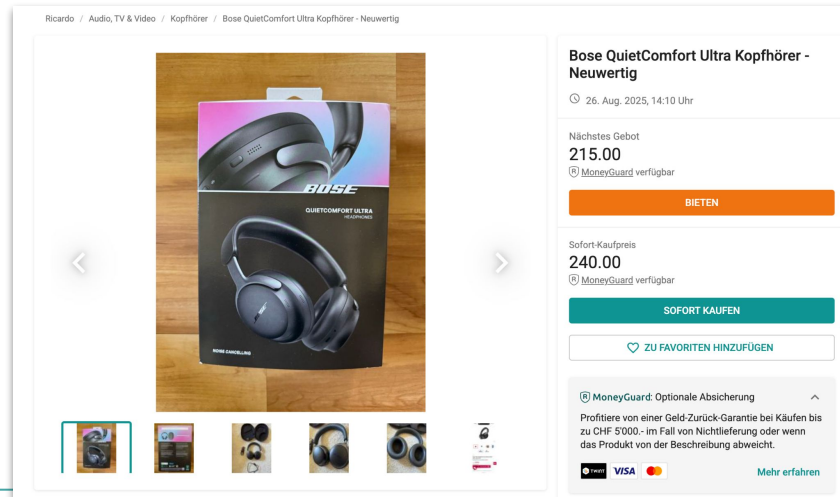 Ricardo / Audio, TV & Video / Kopfhörer / Bose QuietComfort Ultra Kopfhörer - Neuwertig
BOSE
QUIETCOMFORT ULTRA
HEADPHONES
BOSE
NOISE CANCELLING
Bose QuietComfort Ultra Kopfhörer -
Neuwertig
26. Aug. 2025, 14:10 Uhr
Nächstes Gebot
215.00
R MoneyGuard verfügbar
BIETEN
Sofort-Kaufpreis
240.00
R MoneyGuard verfügbar
SOFORT KAUFEN
ZU FAVORITEN HINZUFÜGEN
R MoneyGuard: Optionale Absicherung
Profitiere von einer Geld-Zurück-Garantie bei Käufen bis
zu CHF 5'000.- im Fall von Nichtlieferung oder wenn
das Produkt von der Beschreibung abweicht.
TWINT VISA
Mehr erfahren